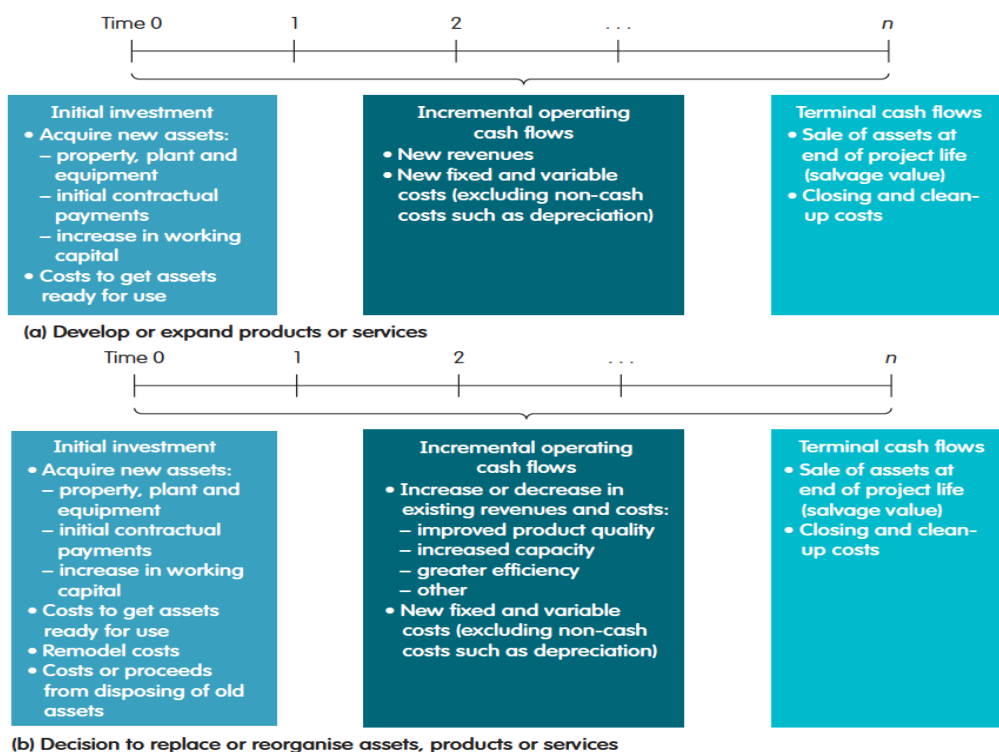 Time 0 1 2 . . . n
Initial investment
• Acquire new assets:
– property, plant and
equipment
– initial contractual
payments
– increase in working
capital
• Costs to get assets
ready for use
Incremental operating
cash flows
• New revenues
• New fixed and variable
costs (excluding non-cash
costs such as depreciation)
Terminal cash flows
• Sale of assets at
end of project life
(salvage value)
• Closing and clean-
up costs
(a) Develop or expand products or services
Time 0 1 2 . . . n
Initial investment
• Acquire new assets:
– property, plant and
equipment
– initial contractual
payments
– increase in working
capital
• Costs to get assets
ready for use
• Remodel costs
• Costs or proceeds
from disposing of old
assets
Incremental operating
cash flows
• Increase or decrease in
existing revenues and costs:
– improved product quality
– increased capacity
– greater efficiency
– other
• New fixed and variable
costs (excluding non-cash
costs such as depreciation)
Terminal cash flows
• Sale of assets at
end of project life
(salvage value)
• Closing and clean-
up costs
(b) Decision to replace or reorganise assets, products or services